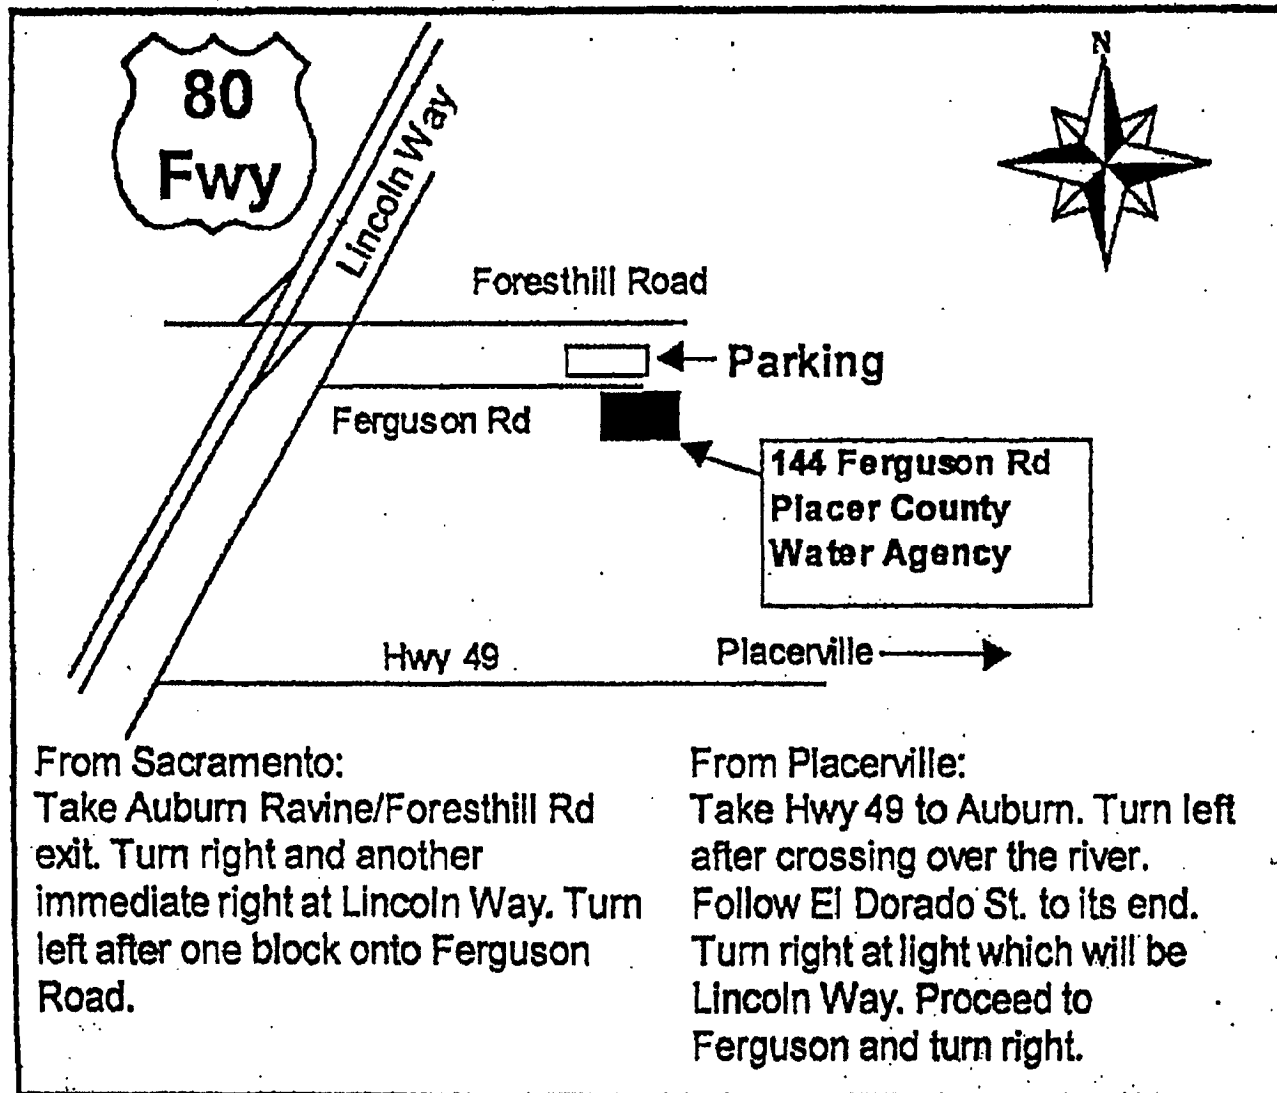 80
Fwy
N
Lincoln Way
Foresthill Road
Parking
Ferguson Rd
144 Ferguson Rd
Placer County
Water Agency
Hwy 49
Placerville
From Sacramento:
Take Auburn Ravine/Foresthill Rd
exit. Turn right and another
immediate right at Lincoln Way. Turn
left after one block onto Ferguson
Road.
From Placerville:
Take Hwy 49 to Auburn. Turn left
after crossing over the river.
Follow El Dorado St. to its end.
Turn right at light which will be
Lincoln Way. Proceed to
Ferguson and turn right.